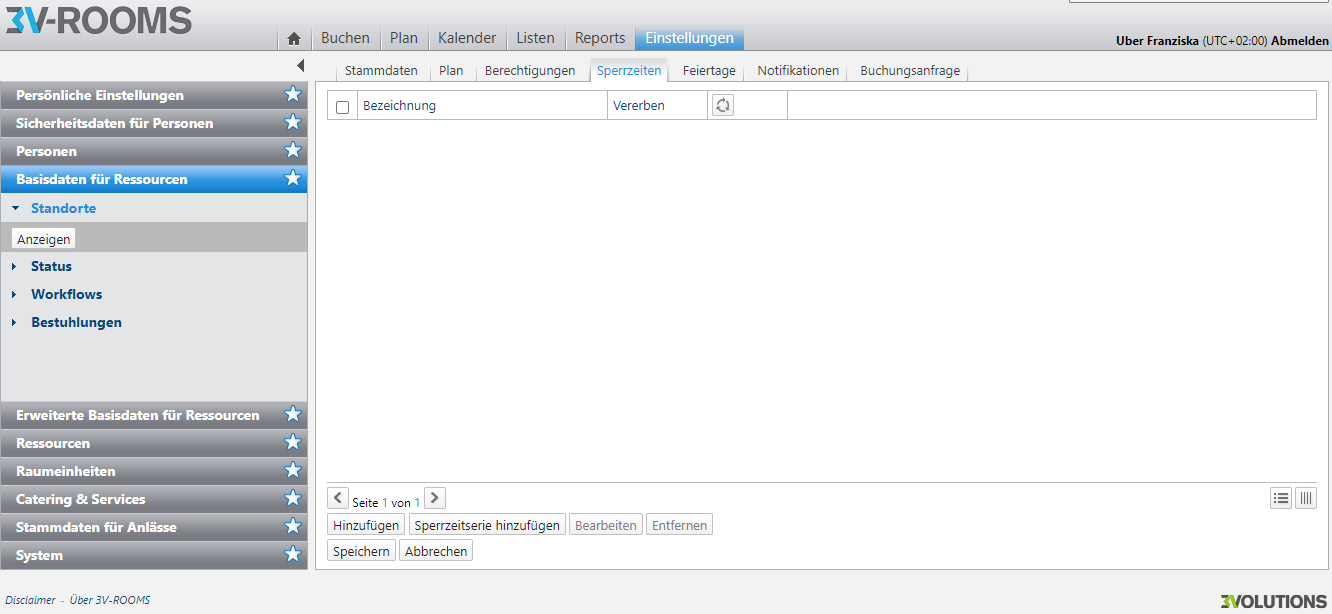 3V-ROOMS
Buchen Plan Kalender Listen Reports Einstellungen
Uber Franziska (UTC+02:00) Abmelden
Stammdaten Plan Berechtigungen Sperrzeiten Feiertage Notifikationen Buchungsanfrage
Persönliche Einstellungen
Sicherheitsdaten für Personen
Personen
Basisdaten für Ressourcen
Standorte
Anzeigen
Status
Workflows
Bestuhlungen
Erweiterte Basisdaten für Ressourcen
Ressourcen
Raumeinheiten
Catering & Services
Stammdaten für Anlässe
System
Bezeichnung Vererben
Seite 1 von 1
Hinzufügen Sperrzeitserie hinzufügen Bearbeiten Entfernen
Speichern Abbrechen
Disclaimer - Über 3V-ROOMS
3VOLUTIONS